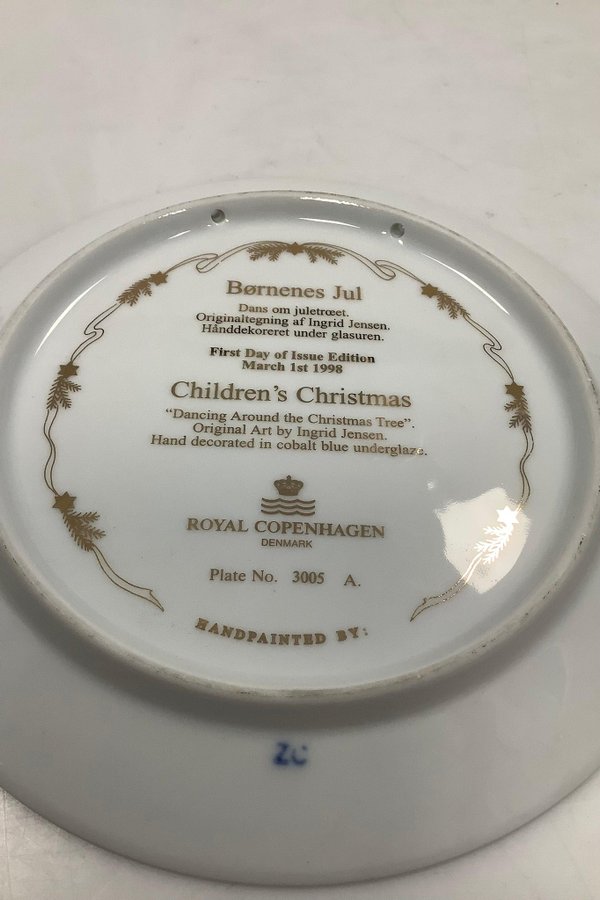 Børnenes Jul
Dans om juletrœet.
Originaltegning af Ingrid Jensen.
Hånddekoreret under glasuren.
First Day of Issue Edition
March 1st 1998
Children's Christmas
“Dancing Around the Christmas Tree”.
Original Art by Ingrid Jensen.
Hand decorated in cobalt blue underglaze.
ROYAL COPENHAGEN
DENMARK
Plate No. 3005 A.
HANDPAINTED BY:
ZC